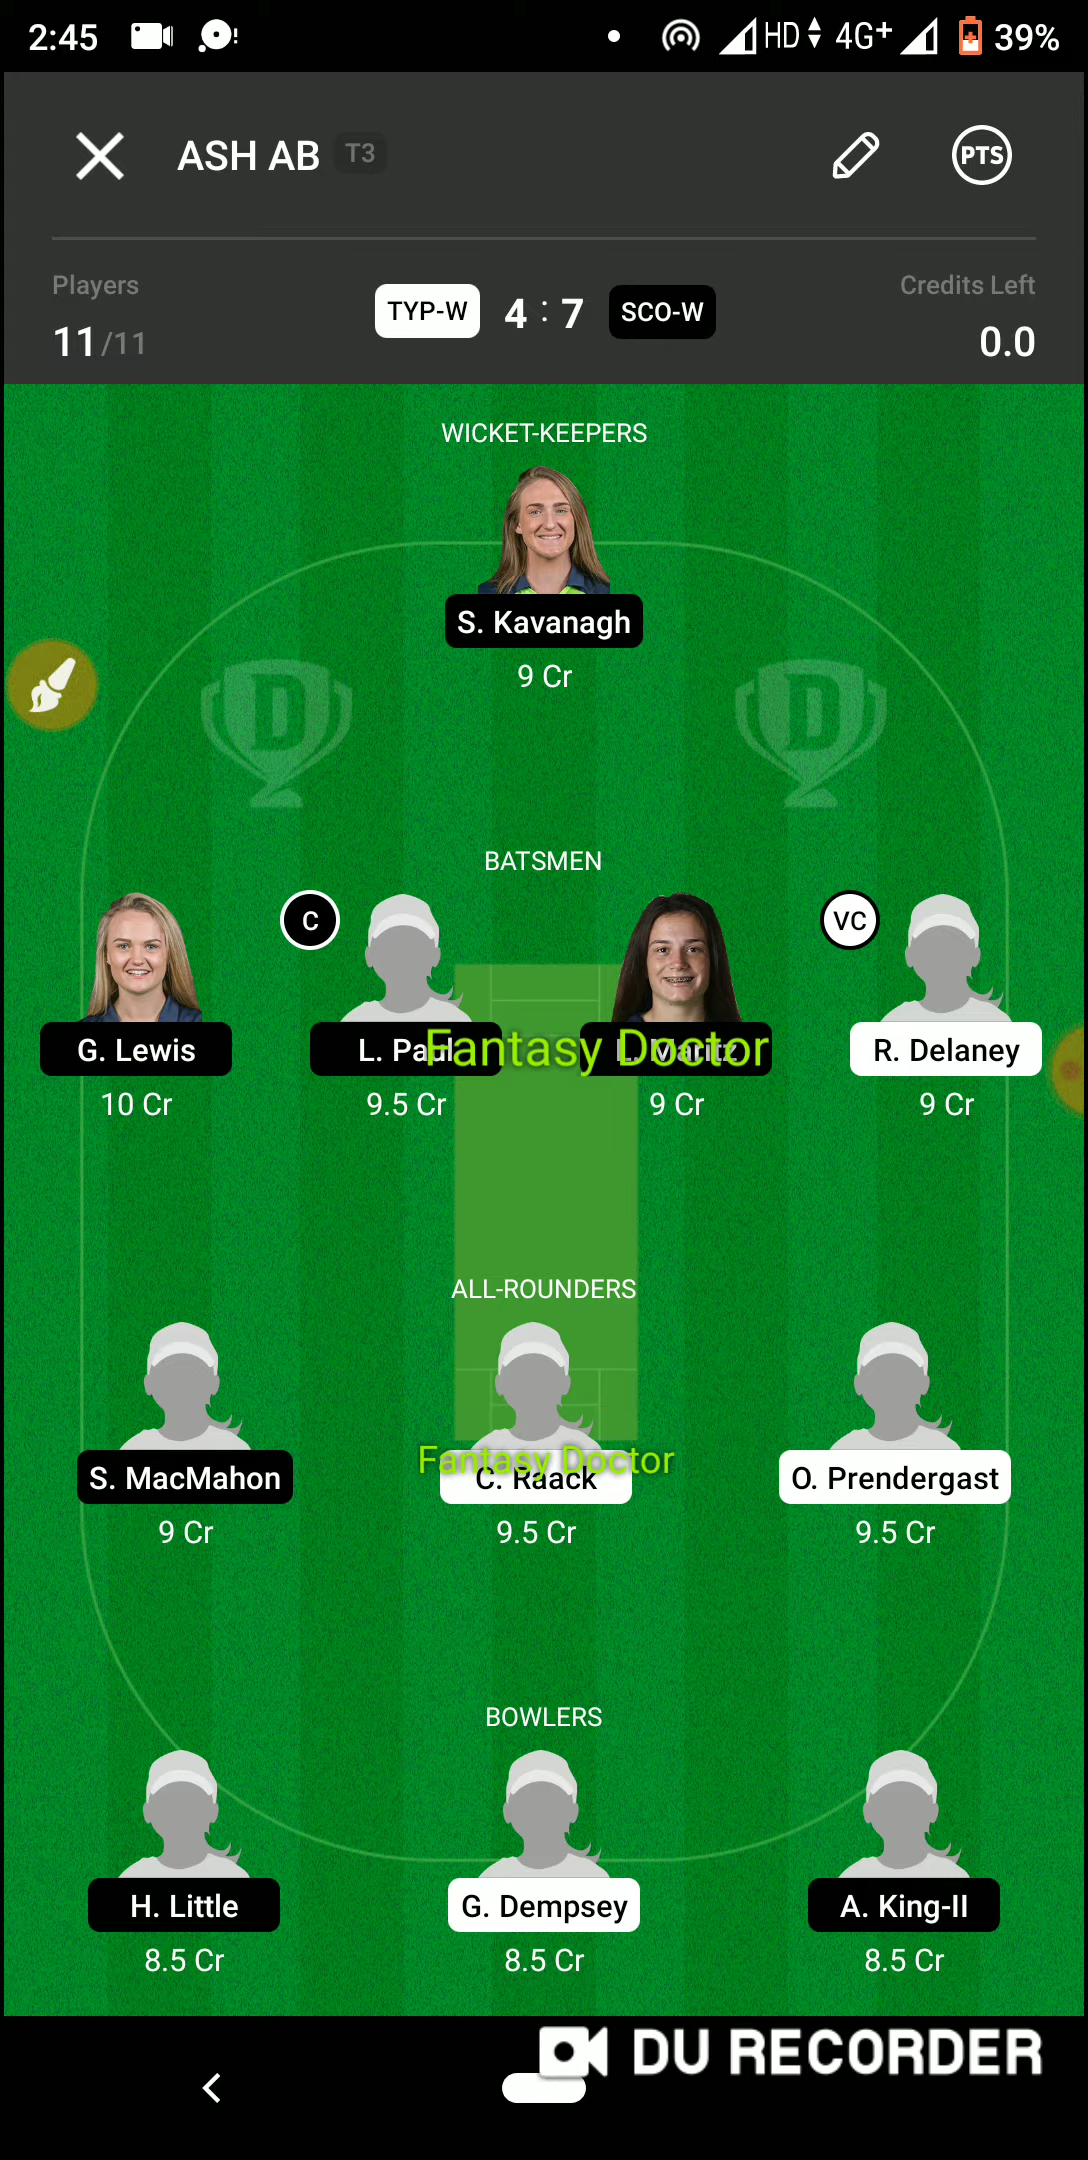 2:45 HD 4G+ 39%
ASH AB T3 PTS
Players Credits Left
TYP-W 4 : 7 SCO-W
11/11 0.0
WICKET-KEEPERS
S. Kavanagh
9 Cr
D D
BATSMEN
C VC
G. Lewis L. Paul L. Maritz R. Delaney
Fantasy Doctor
10 Cr 9.5 Cr 9 Cr 9 Cr
ALL-ROUNDERS
Fantasy Doctor
S. MacMahon C. Raack O. Prendergast
9 Cr 9.5 Cr 9.5 Cr
BOWLERS
H. Little G. Dempsey A. King-II
8.5 Cr 8.5 Cr 8.5 Cr
DU RECORDER